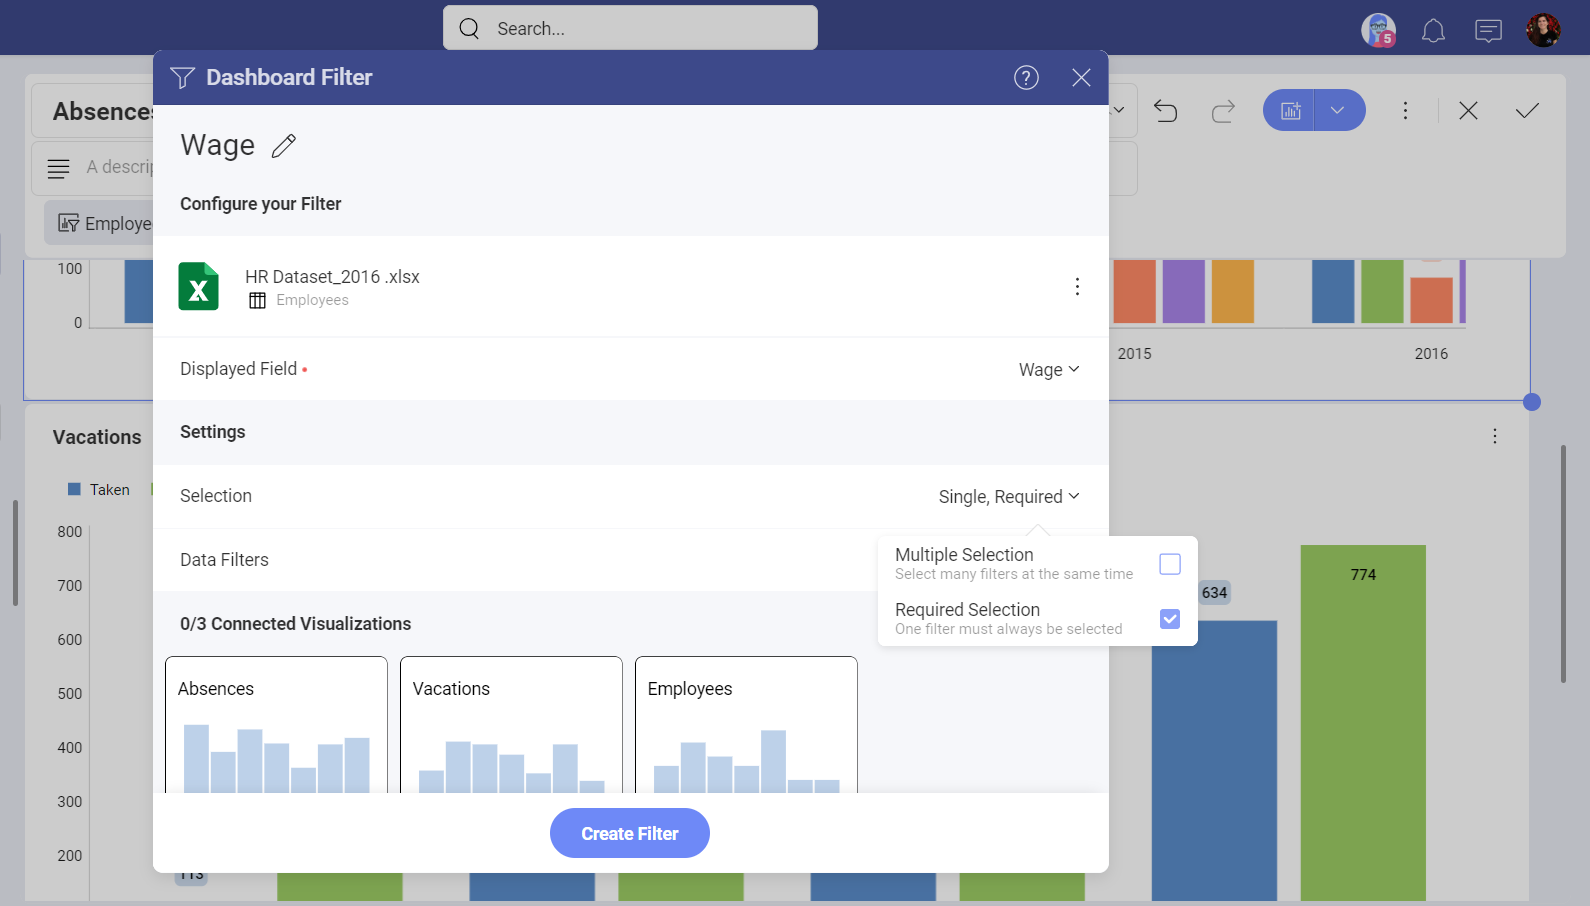 Search...
5
Dashboard Filter
?
Absences
Wage
A descrip
Configure your Filter
Employe
HR Dataset_2016 .xlsx
Employees
100
0
2015
2016
Displayed Field •
Wage
Settings
Vacations
Taken
Selection
Single, Required
Data Filters
Multiple Selection
Select many filters at the same time
Required Selection
One filter must always be selected
800
700
600
500
400
300
200
634
774
0/3 Connected Visualizations
Absences
Vacations
Employees
Create Filter
113